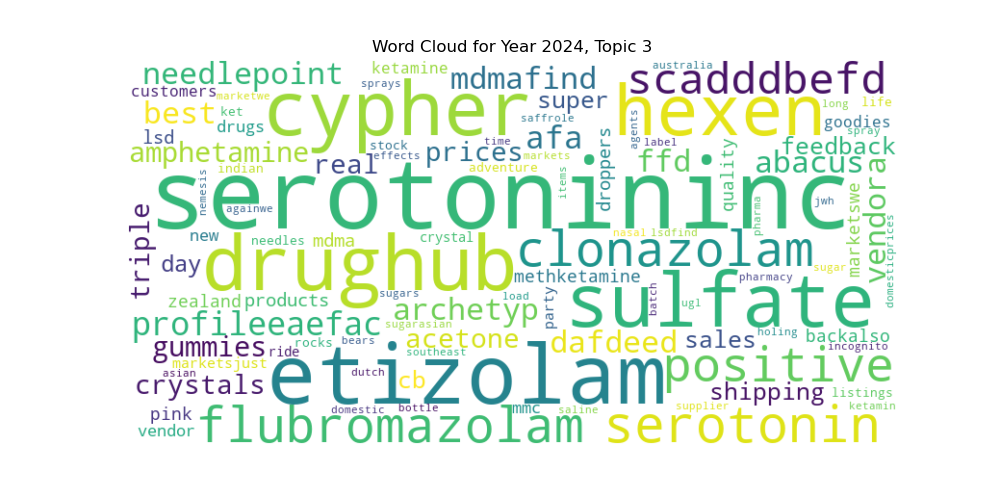 Word Cloud for Year 2024, Topic 3
needlepoint
ketamine
mdmafind
scadddbefd
australia
customers
marketwe
sprays
cypher
super
hexen
long
life
best
ket
saffrole
goodies
lsd
drugs
stock
afa
agents
label
spray
amphetamine
real
effects
prices
time
markets
droppers
ffd
quality
abacus
feedback
indian
adventure
items
nemesis
serotonininc
jwh
vendora
againwe
pharma
triple
new
needles
mdma
crystal
nasal
lsdfind
marketswe
domesticprices
day
drughub
clonazolam
methketamine
pharmacy
sugar
zealand
products
sugars
load
party
sulfate
batch
ugl
profileeaefac
sugarasian
archetyp
holing
backalso
gummies
ride
rocks
bears
acetone
dafdeed
sales
incognito
marketsjust
southeast
asian
crystals
etizolam
dutch
cb
positive
shipping
listings
pink
domestic
bottle
mmc
saline
supplier
ketamin
vendor
flubromazolam
serotonin